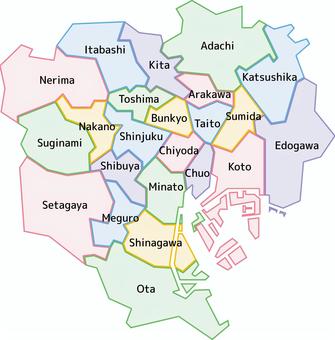 Adachi
Itabashi
Kita
Nerima
Katsushika
Arakawa
Toshima
Bunkyo
Sumida
Nakano
Taito
Shinjuku
Suginami
Edogawa
Chiyoda
Shibuya
Koto
Chuo
Minato
Setagaya
Meguro
Shinagawa
Ota